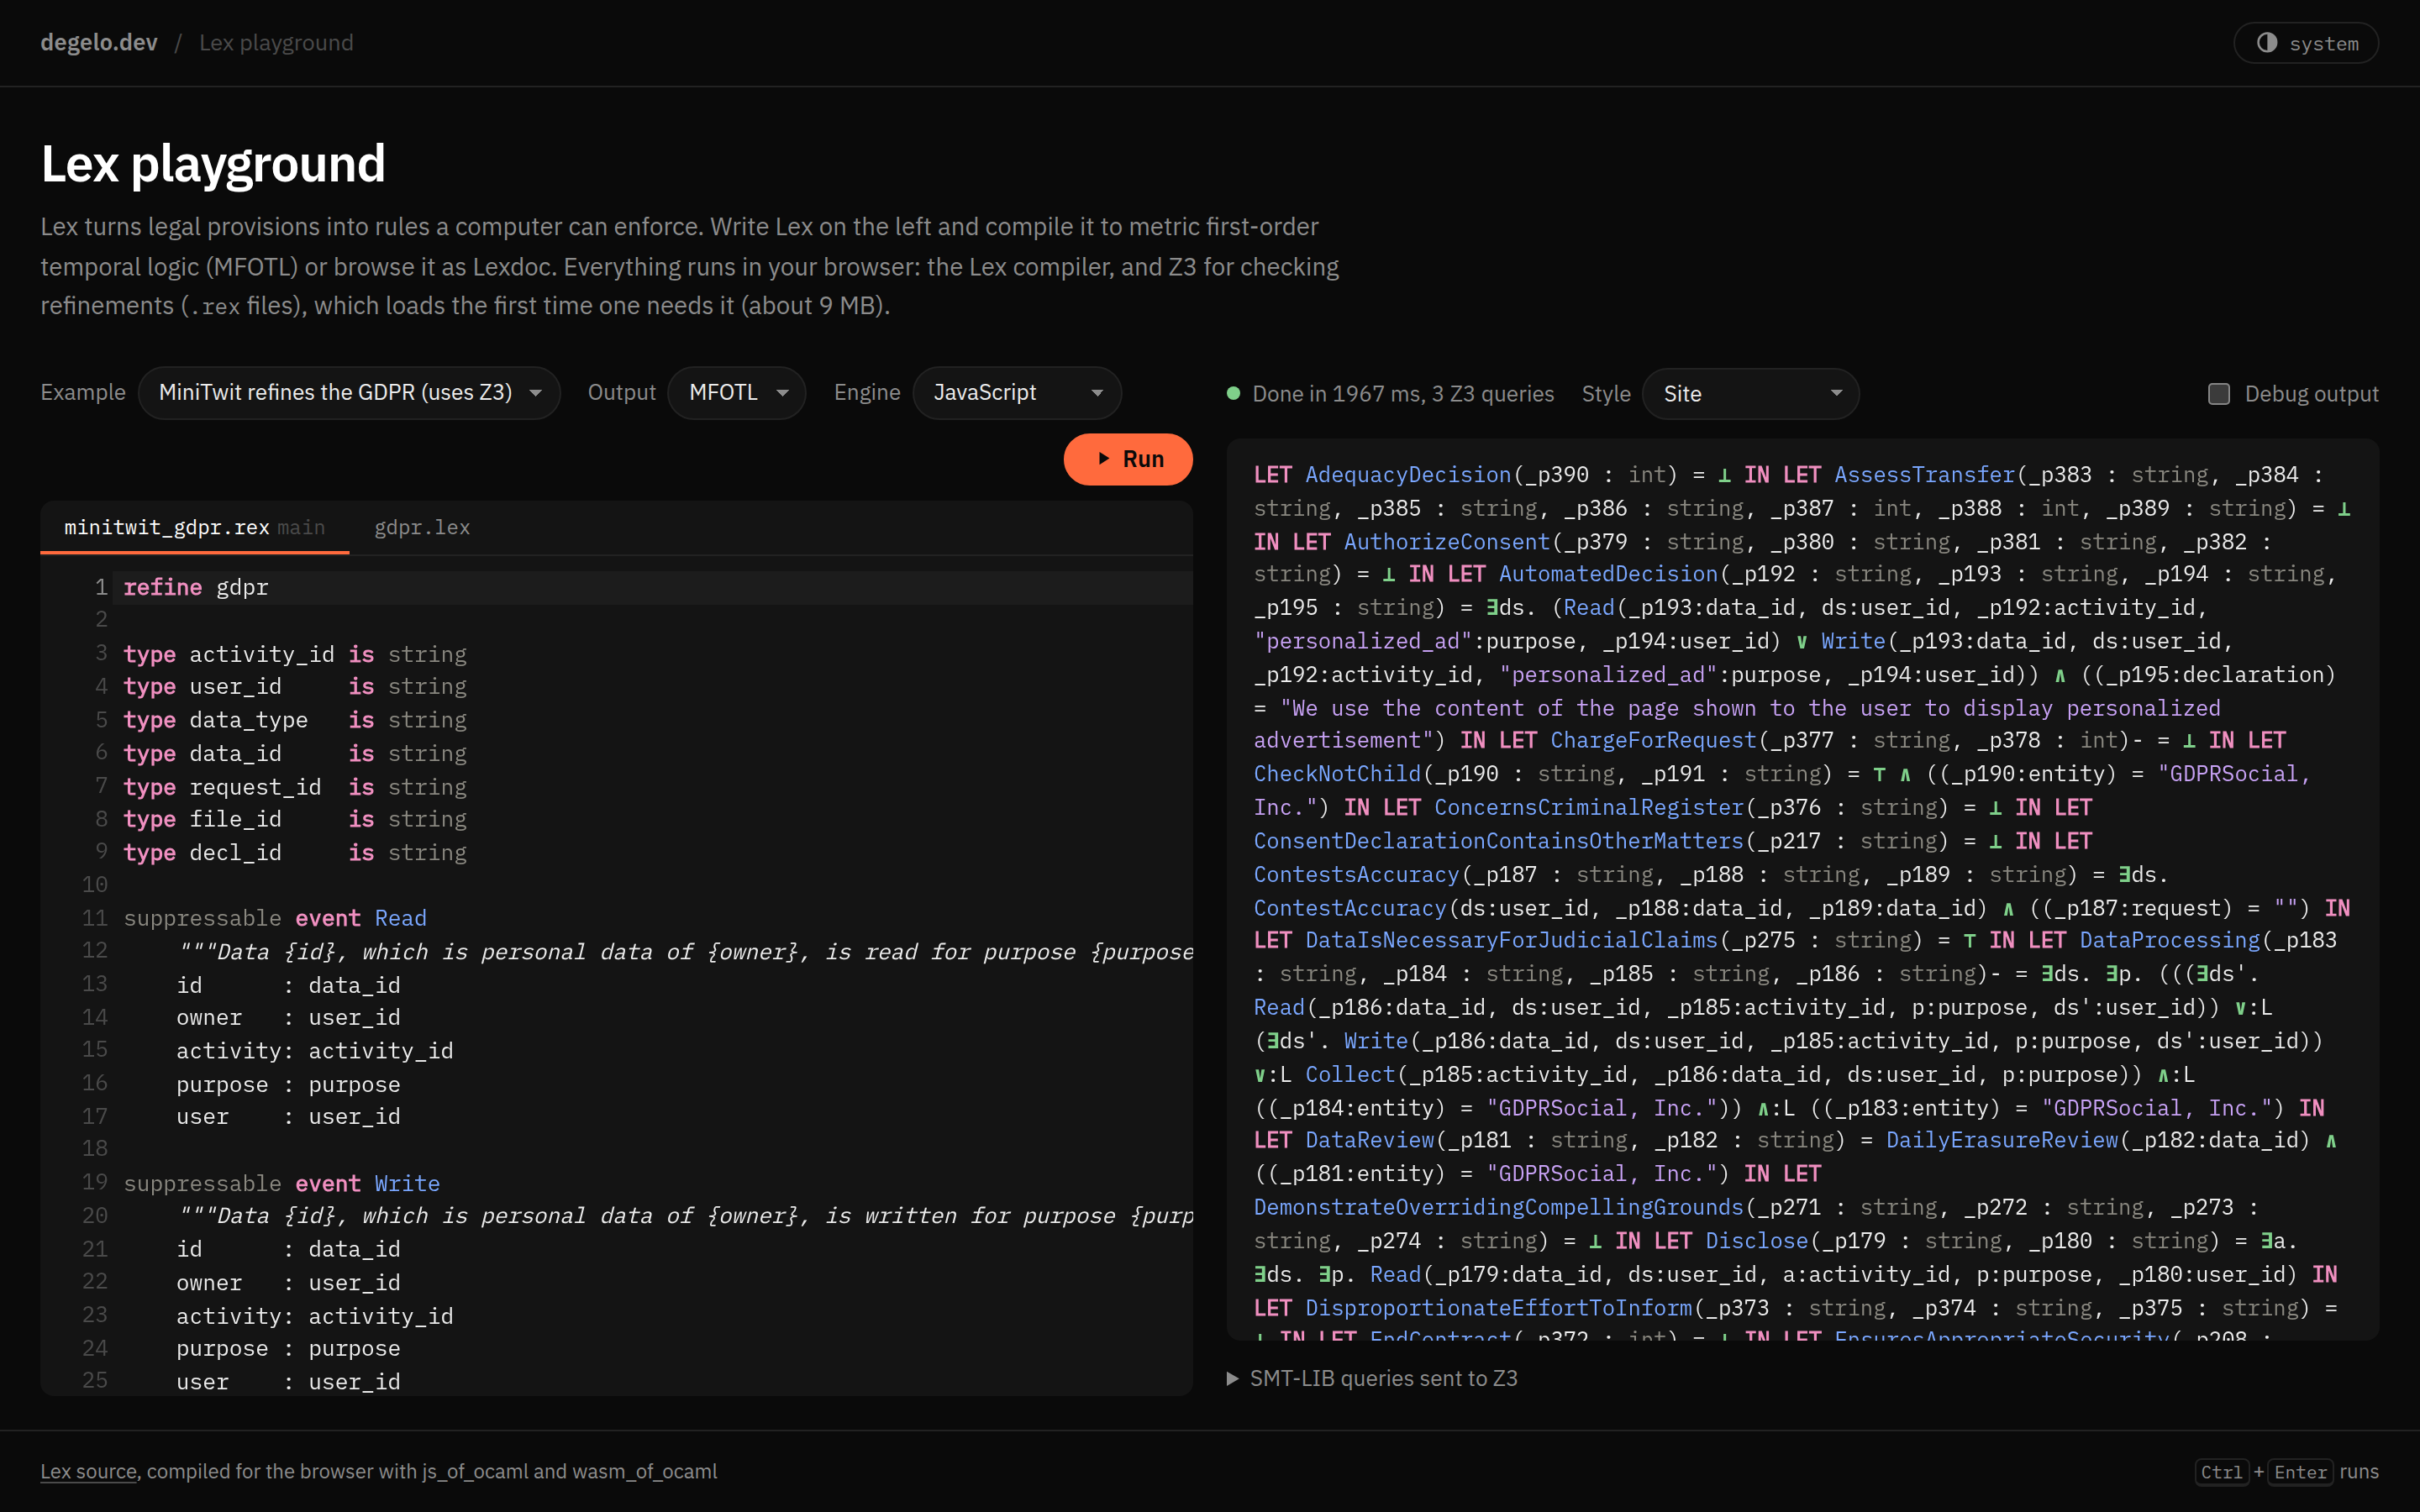 degelo.dev / Lex playground
system
Lex playground
Lex turns legal provisions into rules a computer can enforce. Write Lex on the left and compile it to metric first-order
temporal logic (MFOTL) or browse it as Lexdoc. Everything runs in your browser: the Lex compiler, and Z3 for checking
refinements (.rex files), which loads the first time one needs it (about 9 MB).
Example MiniTwit refines the GDPR (uses Z3) Output MFOTL Engine JavaScript
Run
minitwit_gdpr.rex main gdpr.lex
1 refine gdpr
2
3 type activity_id is string
4 type user_id     is string
5 type data_type   is string
6 type data_id     is string
7 type request_id  is string
8 type file_id     is string
9 type decl_id     is string
10
11 suppressable event Read
12     """Data {id}, which is personal data of {owner}, is read for purpose {purpose
13     id      : data_id
14     owner   : user_id
15     activity: activity_id
16     purpose : purpose
17     user    : user_id
18
19 suppressable event Write
20     """Data {id}, which is personal data of {owner}, is written for purpose {purp
21     id      : data_id
22     owner   : user_id
23     activity: activity_id
24     purpose : purpose
25     user    : user_id
Done in 1967 ms, 3 Z3 queries Style Site Debug output
LET AdequacyDecision(_p390 : int) = ⊥ IN LET AssessTransfer(_p383 : string, _p384 :
string, _p385 : string, _p386 : string, _p387 : int, _p388 : int, _p389 : string) = ⊥
IN LET AuthorizeConsent(_p379 : string, _p380 : string, _p381 : string, _p382 :
string) = ⊥ IN LET AutomatedDecision(_p192 : string, _p193 : string, _p194 : string,
_p195 : string) = ∃ds. (Read(_p193:data_id, ds:user_id, _p192:activity_id,
"personalized_ad":purpose, _p194:user_id) ∨ Write(_p193:data_id, ds:user_id,
_p192:activity_id, "personalized_ad":purpose, _p194:user_id)) ∧ ((_p195:declaration)
= "We use the content of the page shown to the user to display personalized
advertisement") IN LET ChargeForRequest(_p377 : string, _p378 : int)- = ⊥ IN LET
CheckNotChild(_p190 : string, _p191 : string) = ⊤ ∧ ((_p190:entity) = "GDPRSocial,
Inc.") IN LET ConcernsCriminalRegister(_p376 : string) = ⊥ IN LET
ConsentDeclarationContainsOtherMatters(_p217 : string) = ⊥ IN LET
ContestsAccuracy(_p187 : string, _p188 : string, _p189 : string) = ∃ds.
ContestAccuracy(ds:user_id, _p188:data_id, _p189:data_id) ∧ ((_p187:request) = "") IN
LET DataIsNecessaryForJudicialClaims(_p275 : string) = ⊤ IN LET DataProcessing(_p183
: string, _p184 : string, _p185 : string, _p186 : string)- = ∃ds. ∃p. (((∃ds'.
Read(_p186:data_id, ds:user_id, _p185:activity_id, p:purpose, ds':user_id)) ∨:L
(∃ds'. Write(_p186:data_id, ds:user_id, _p185:activity_id, p:purpose, ds':user_id))
∨:L Collect(_p185:activity_id, _p186:data_id, ds:user_id, p:purpose)) ∧:L
((_p184:entity) = "GDPRSocial, Inc.")) ∧:L ((_p183:entity) = "GDPRSocial, Inc.") IN
LET DataReview(_p181 : string, _p182 : string) = DailyErasureReview(_p182:data_id) ∧
((_p181:entity) = "GDPRSocial, Inc.") IN LET
DemonstrateOverridingCompellingGrounds(_p271 : string, _p272 : string, _p273 :
string, _p274 : string) = ⊥ IN LET Disclose(_p179 : string, _p180 : string) = ∃a.
∃ds. ∃p. Read(_p179:data_id, ds:user_id, a:activity_id, p:purpose, _p180:user_id) IN
LET DisproportionateEffortToInform(_p373 : string, _p374 : string, _p375 : string) =
⊥ IN LET EndContract(_p372 : int) = ⊥ IN LET EnsuresAppropriateSecurity(_p208 :
SMT-LIB queries sent to Z3
Lex source, compiled for the browser with js_of_ocaml and wasm_of_ocaml
Ctrl+Enter runs